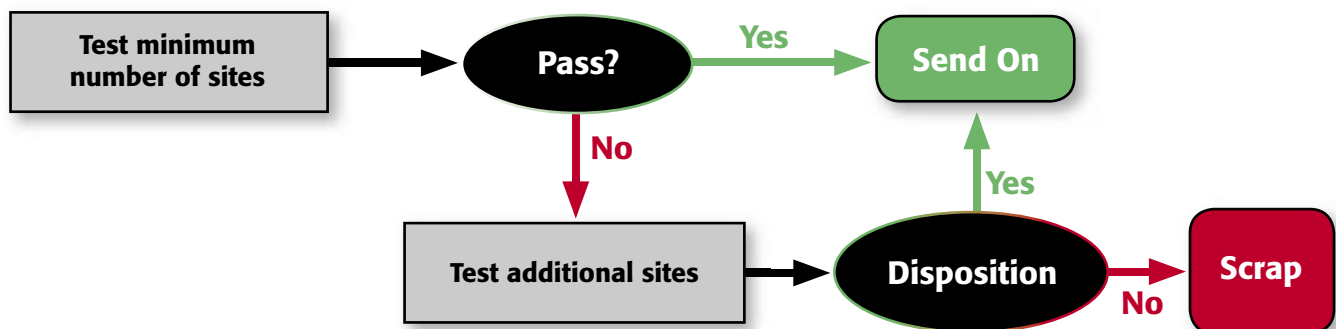 Test minimum
number of sites
Pass?
Yes
Send On
No
Yes
Test additional sites
Disposition
No
Scrap